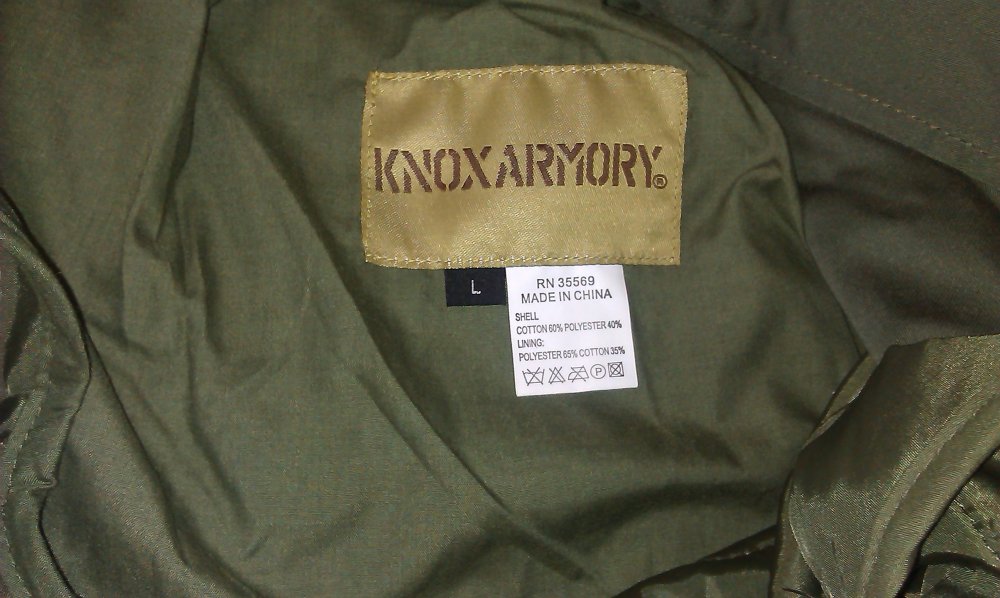 KNOXARMORY®
L
RN 35569
MADE IN CHINA
SHELL
COTTON 60% POLYESTER 40%
LINING:
POLYESTER 65% COTTON 35%
P